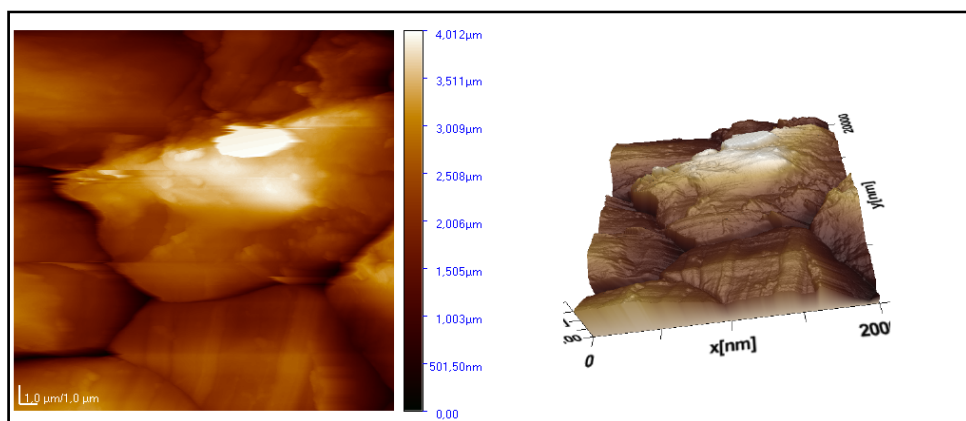 4,012µm
3,511µm
3,009µm
2,508µm
2,006µm
1,505µm
1,003µm
501,50nm
0,00
1,0 µm/1,0 µm
20000
y[nm]
x[nm]
0
200